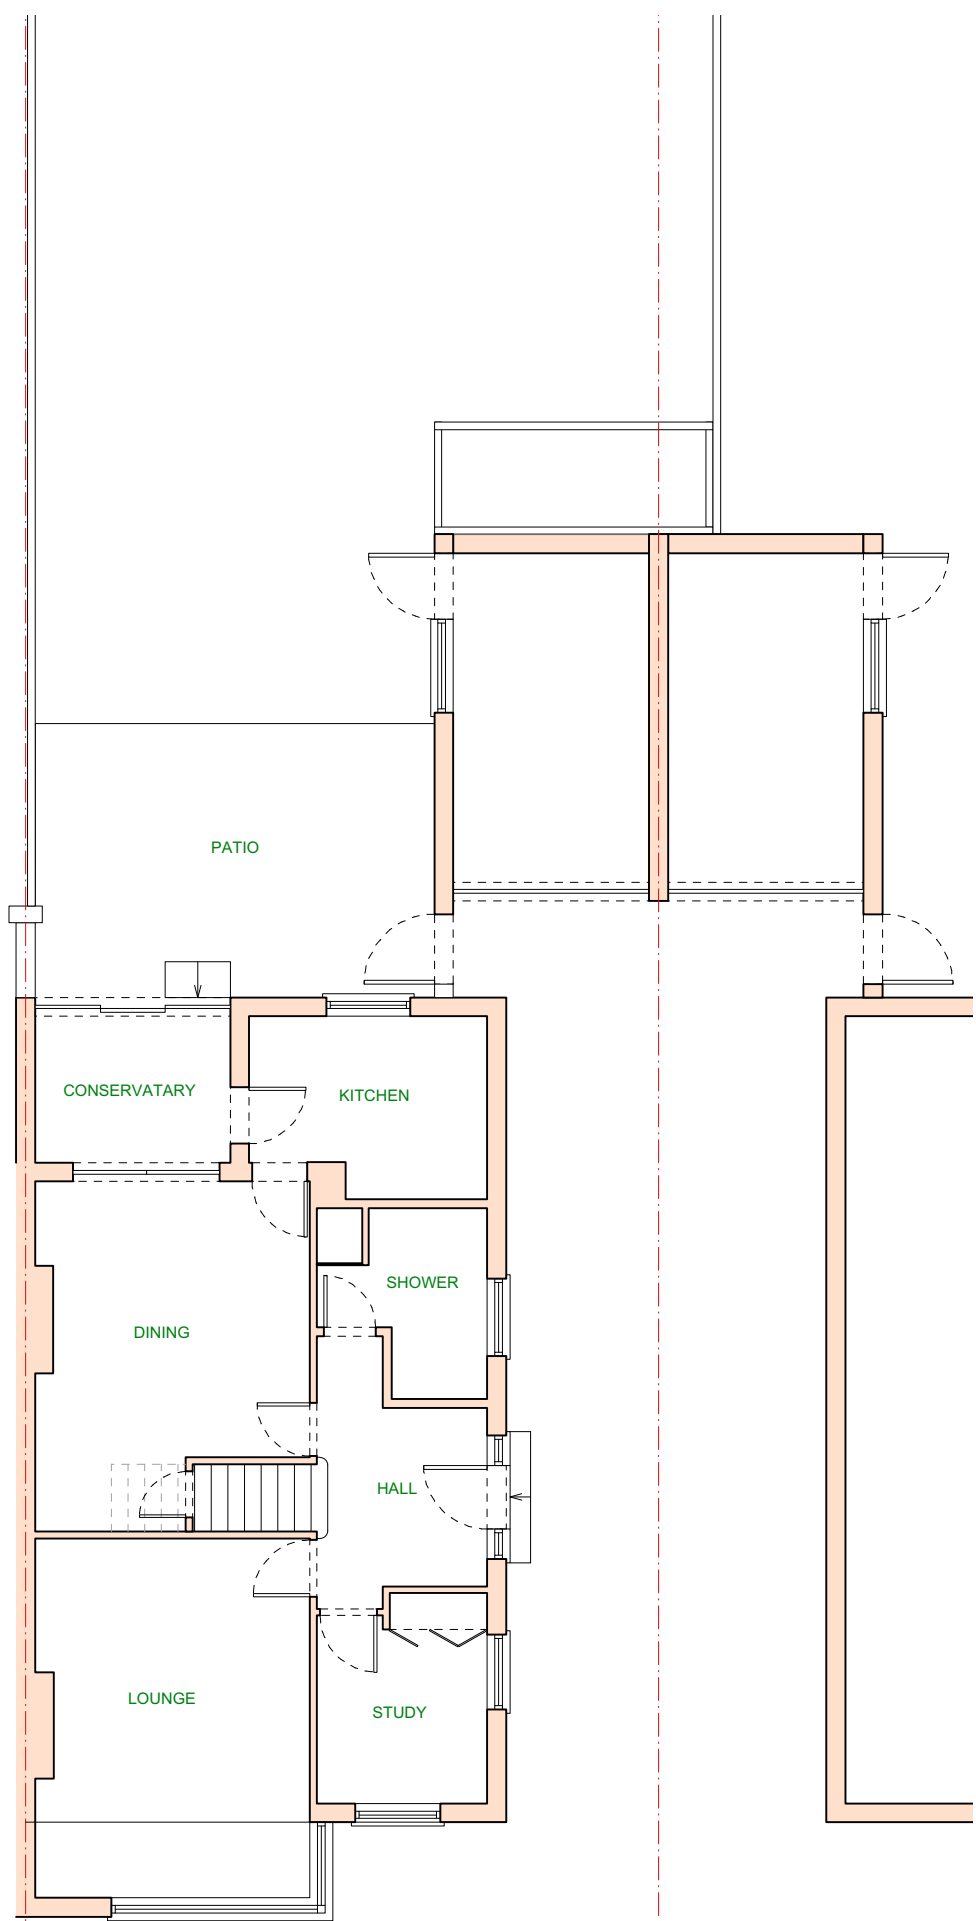 PATIO
CONSERVATARY
KITCHEN
SHOWER
DINING
HALL
LOUNGE
STUDY